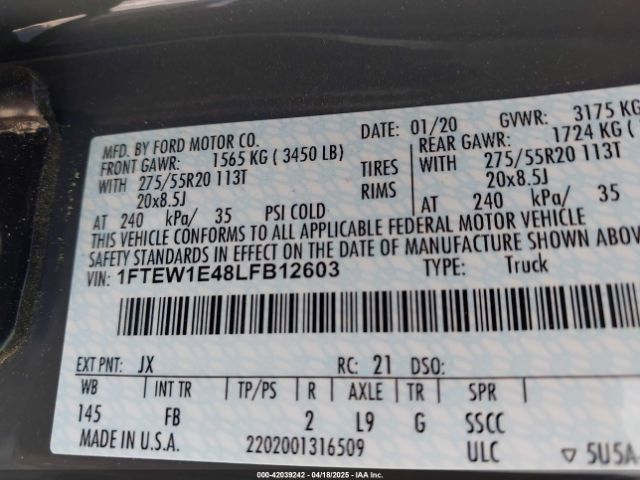 MFD. BY FORD MOTOR CO. DATE: 01/20 GVWR: 3175 KG
FRONT GAWR: 1565 KG ( 3450 LB) REAR GAWR: 1724 KG (
WITH 275/55R20 113T TIRES WITH 275/55R20 113T
20x8.5J RIMS 20x8.5J
AT 240 kPa/ 35 PSI COLD AT 240 kPa/ 35
THIS VEHICLE CONFORMS TO ALL APPLICABLE FEDERAL MOTOR VEHICLE
SAFETY STANDARDS IN EFFECT ON THE DATE OF MANUFACTURE SHOWN ABOVE
VIN: 1FTEW1E48LFB12603 TYPE: Truck
EXT PNT: JX RC: 21 DSO:
WB INT TR TP/PS R AXLE TR SPR
145 FB 2 L9 G SSCC
MADE IN U.S.A. 2202001316509 ULC ▽ 5U5A-
000-42039242 - 04/18/2025 - IAAI Inc. Copyright